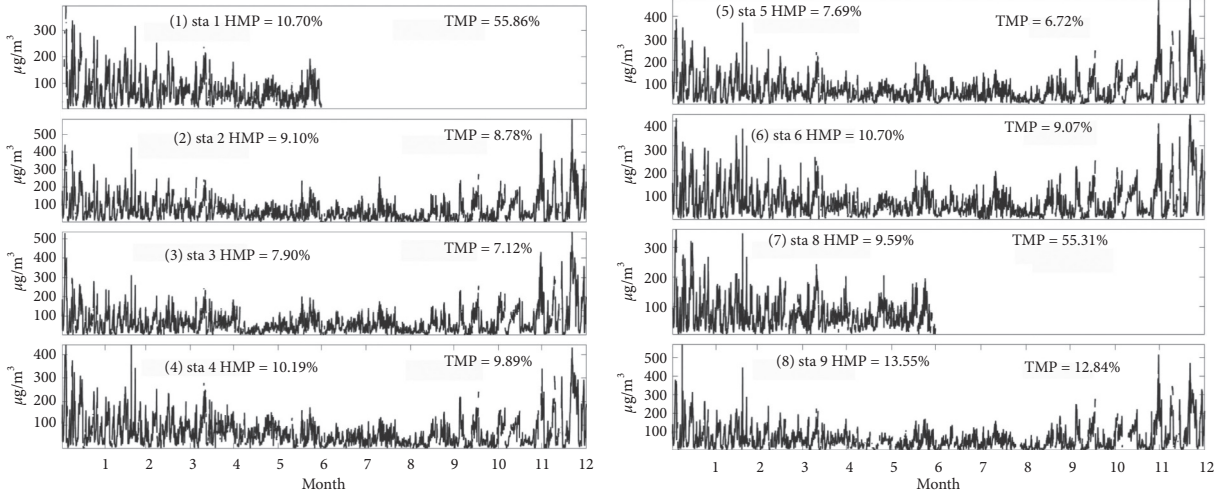 (1) sta 1 HMP = 10.70% TMP = 55.86%
300
200
100
µg/m³
(2) sta 2 HMP = 9.10% TMP = 8.78%
500
400
300
200
100
µg/m³
(3) sta 3 HMP = 7.90% TMP = 7.12%
500
400
300
200
100
µg/m³
(4) sta 4 HMP = 10.19% TMP = 9.89%
400
300
200
100
µg/m³
1 2 3 4 5 6 7 8 9 10 11 12
Month
(5) sta 5 HMP = 7.69% TMP = 6.72%
400
300
200
100
µg/m³
(6) sta 6 HMP = 10.70% TMP = 9.07%
400
300
200
100
µg/m³
(7) sta 8 HMP = 9.59% TMP = 55.31%
300
200
100
µg/m³
(8) sta 9 HMP = 13.55% TMP = 12.84%
500
400
300
200
100
µg/m³
1 2 3 4 5 6 7 8 9 10 11 12
Month